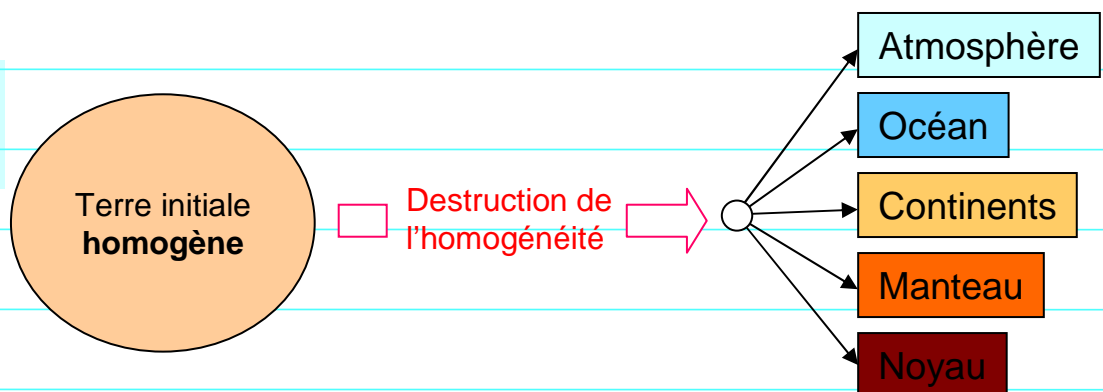 Terre initiale
homogène
Destruction de
l'homogénéité
Atmosphère
Océan
Continents
Manteau
Noyau